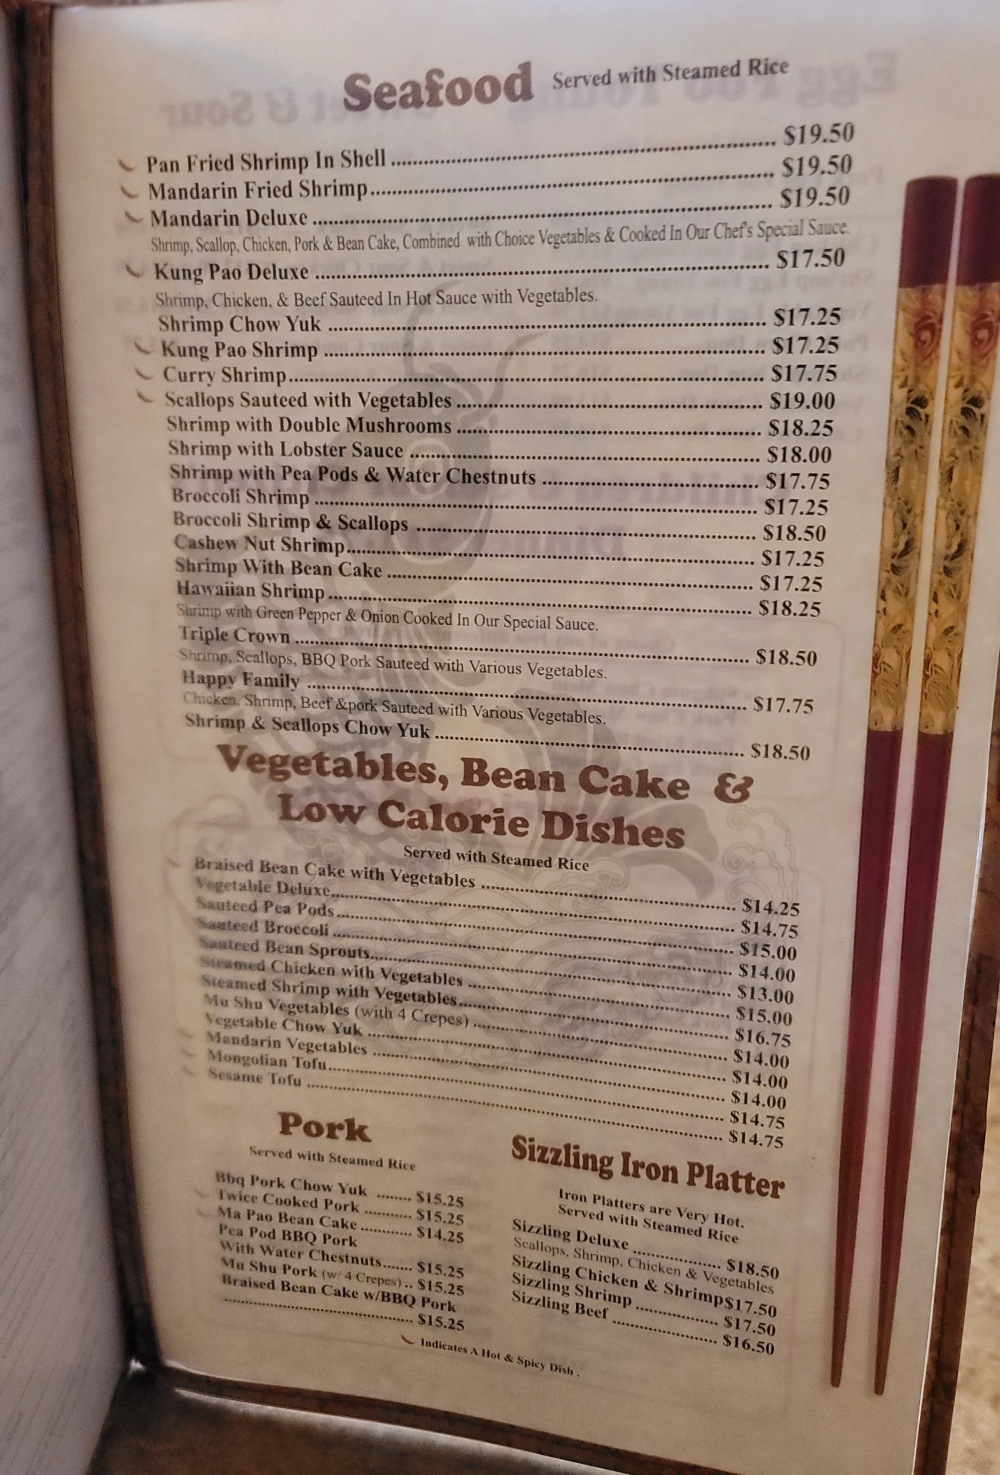 Seafood Served with Steamed Rice
Pan Fried Shrimp In Shell ........ $19.50
Mandarin Fried Shrimp ........ $19.50
Mandarin Deluxe ........ $19.50
Shrimp, Scallop, Chicken, Pork & Bean Cake, Combined with Choice Vegetables & Cooked In Our Chef's Special Sauce.
Kung Pao Deluxe ........ $17.50
Shrimp, Chicken, & Beef Sauteed In Hot Sauce with Vegetables.
Shrimp Chow Yuk ........ $17.25
Kung Pao Shrimp ........ $17.25
Curry Shrimp ........ $17.75
Scallops Sauteed with Vegetables ........ $19.00
Shrimp with Double Mushrooms ........ $18.25
Shrimp with Lobster Sauce ........ $18.00
Shrimp with Pea Pods & Water Chestnuts ........ $17.75
Broccoli Shrimp ........ $17.25
Broccoli Shrimp & Scallops ........ $18.50
Cashew Nut Shrimp ........ $17.25
Shrimp With Bean Cake ........ $17.25
Hawaiian Shrimp ........ $18.25
Shrimp with Green Pepper & Onion Cooked In Our Special Sauce.
Triple Crown ........ $18.50
Shrimp, Scallops, BBQ Pork Sauteed with Various Vegetables.
Happy Family ........ $17.75
Chicken, Shrimp, Beef &pork Sauteed with Various Vegetables.
Shrimp & Scallops Chow Yuk ........ $18.50
Vegetables, Bean Cake &
Low Calorie Dishes
Served with Steamed Rice
Braised Bean Cake with Vegetables ........ $14.25
Vegetable Deluxe ........ $14.75
Sauteed Pea Pods ........ $15.00
Sauteed Broccoli ........ $14.00
Sauteed Bean Sprouts ........ $13.00
Steamed Chicken with Vegetables ........ $15.00
Steamed Shrimp with Vegetables ........ $16.75
Mu Shu Vegetables (with 4 Crepes) ........ $14.00
Vegetable Chow Yuk ........ $14.00
Mandarin Vegetables ........ $14.00
Mongolian Tofu ........ $14.75
Sesame Tofu ........ $14.75
Pork
Served with Steamed Rice
Bbq Pork Chow Yuk ........ $15.25
Twice Cooked Pork ........ $15.25
Ma Pao Bean Cake ........ $14.25
Pea Pod BBQ Pork
With Water Chestnuts ....... $15.25
Mu Shu Pork (w/ 4 Crepes) .. $15.25
Braised Bean Cake w/BBQ Pork
........ $15.25
Sizzling Iron Platter
Iron Platters are Very Hot.
Served with Steamed Rice
Sizzling Deluxe ........ $18.50
Scallops, Shrimp, Chicken & Vegetables
Sizzling Chicken & Shrimp $17.50
Sizzling Shrimp ........ $17.50
Sizzling Beef ........ $16.50
Indicates A Hot & Spicy Dish .